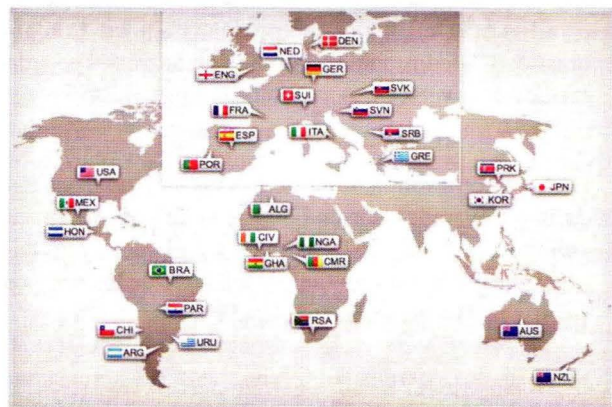 DEN
NED
ENG
GER
SUI
SVK
FRA
SVN
ESP
ITA
SRB
GRE
POR
USA
PRK
JPN
MEX
ALG
KOR
HON
CIV
NGA
GHA
CMR
BRA
PAR
RSA
CHI
AUS
URU
ARG
NZL